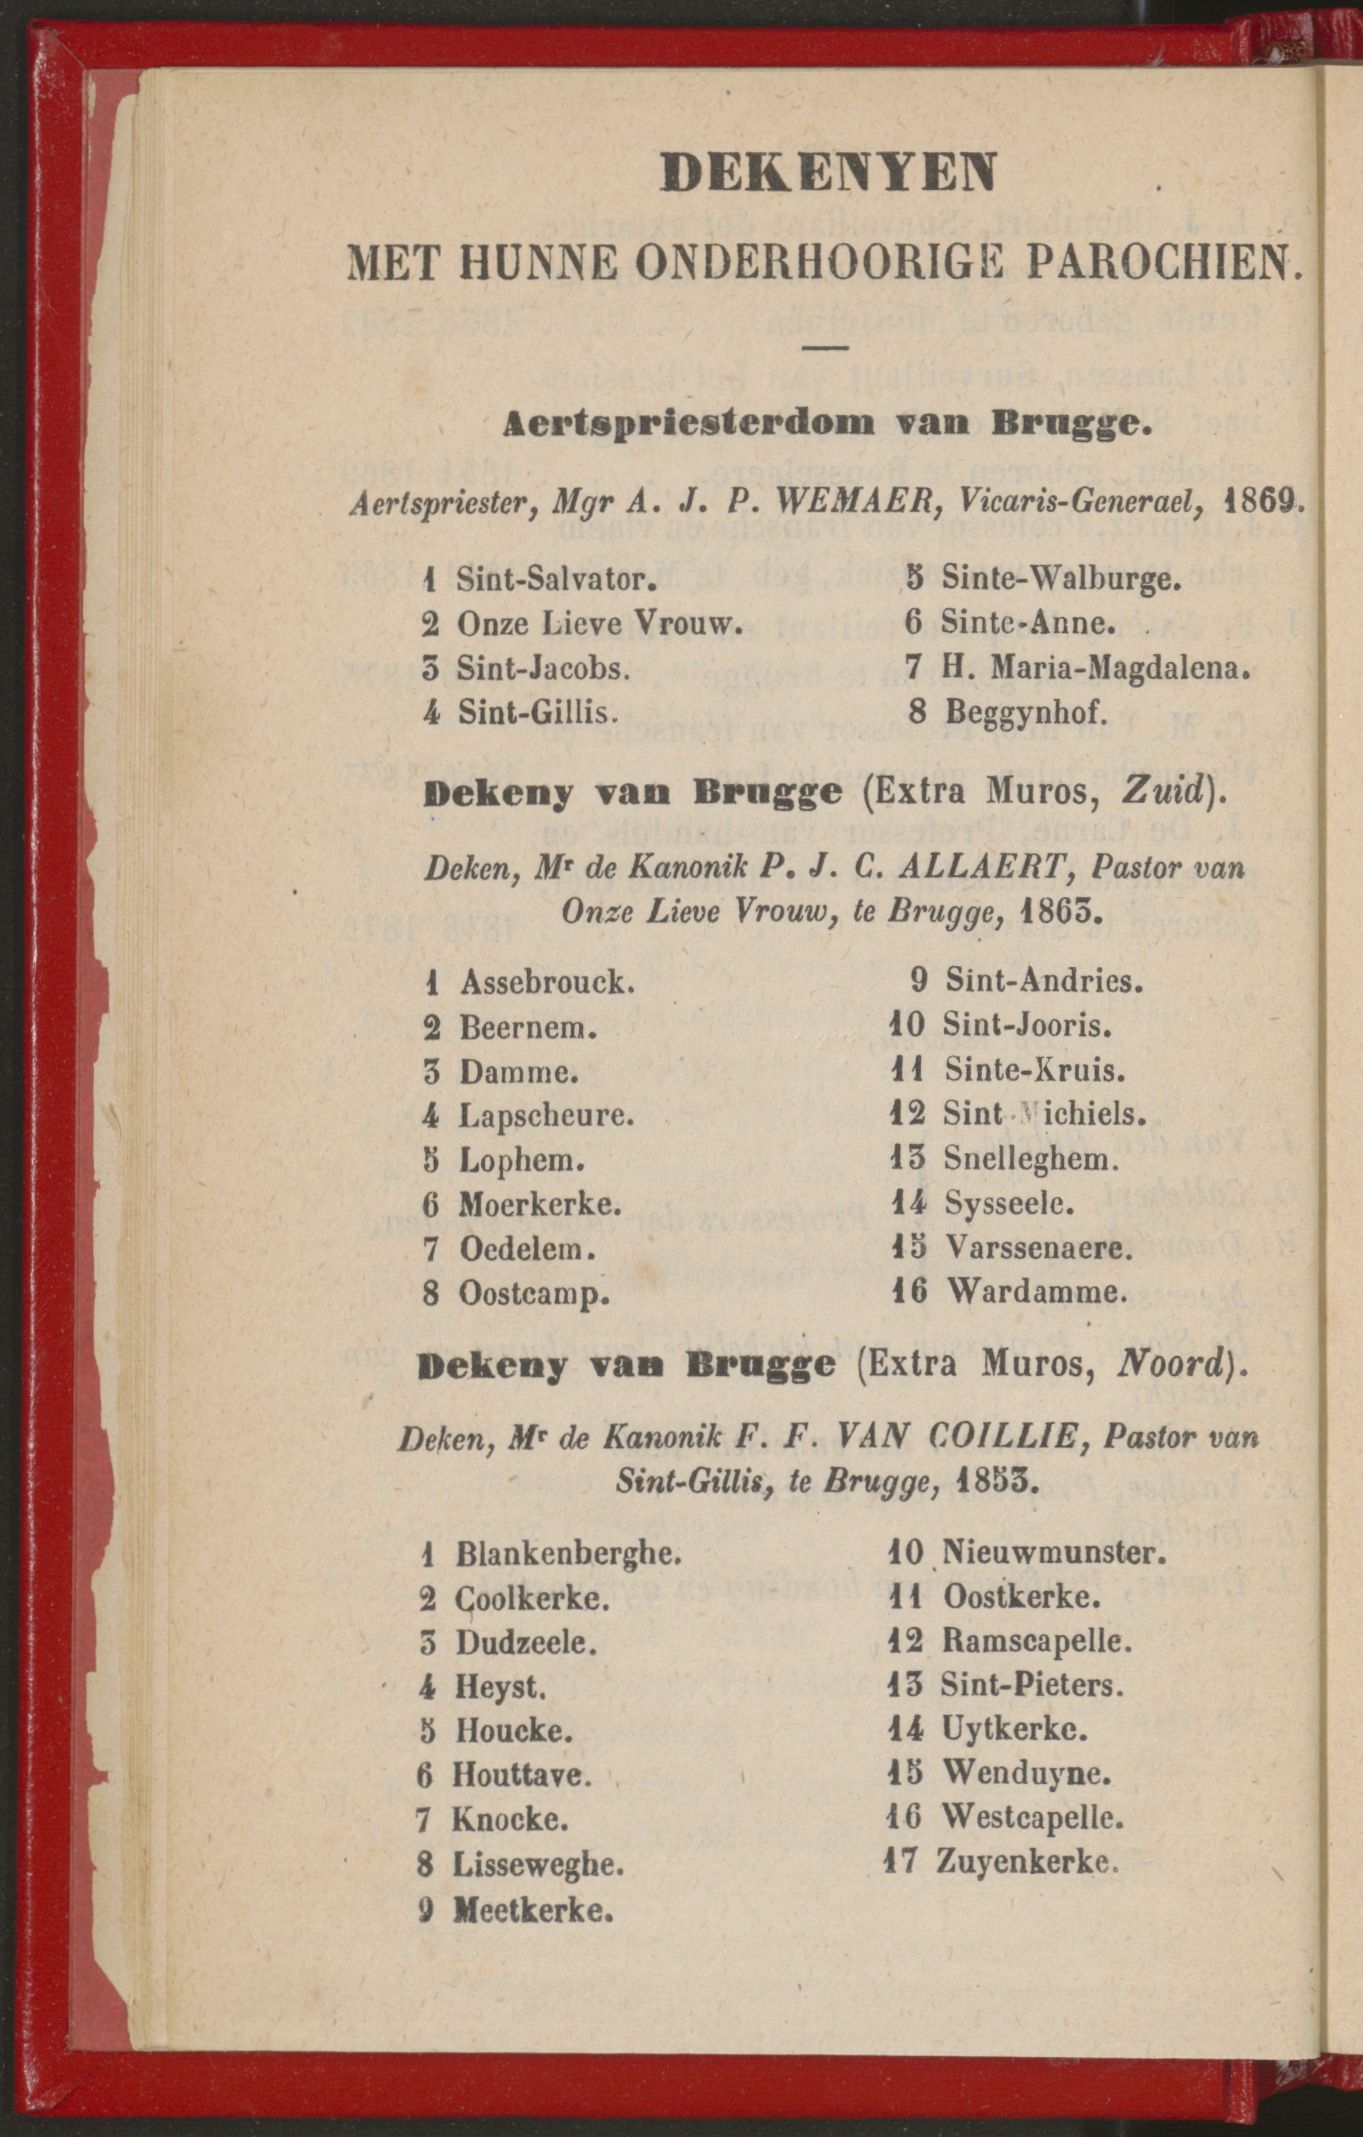 DEKENYEN
MET HUNNE ONDERHOORIGE PAROCHIEN.
Aertspriesterdom van Brugge.
Aertspriester, Mgr A. J. P. WEMAER, Vicaris-Generael, 1869.
1 Sint-Salvator.
2 Onze Lieve Vrouw.
3 Sint-Jacobs.
4 Sint-Gillis.
5 Sinte-Walburge.
6 Sinte-Anne.
7 H. Maria-Magdalena.
8 Beggynhof.
Dekeny van Brugge (Extra Muros, Zuid).
Deken, Mr de Kanonik P. J. C. ALLAERT, Pastor van
Onze Lieve Vrouw, te Brugge, 1863.
1 Assebrouck.
2 Beernem.
3 Damme.
4 Lapscheure.
5 Lophem.
6 Moerkerke.
7 Oedelem.
8 Oostcamp.
9 Sint-Andries.
10 Sint-Jooris.
11 Sinte-Kruis.
12 Sint-Michiels.
13 Snelleghem.
14 Sysseele.
15 Varssenaere.
16 Wardamme.
Dekeny van Brugge (Extra Muros, Noord).
Deken, Mr de Kanonik F. F. VAN COILLIE, Pastor van
Sint-Gillis, te Brugge, 1853.
1 Blankenberghe.
2 Coolkerke.
3 Dudzeele.
4 Heyst.
5 Houcke.
6 Houttave.
7 Knocke.
8 Lisseweghe.
9 Meetkerke.
10 Nieuwmunster.
11 Oostkerke.
12 Ramscapelle.
13 Sint-Pieters.
14 Uytkerke.
15 Wenduyne.
16 Westcapelle.
17 Zuyenkerke.